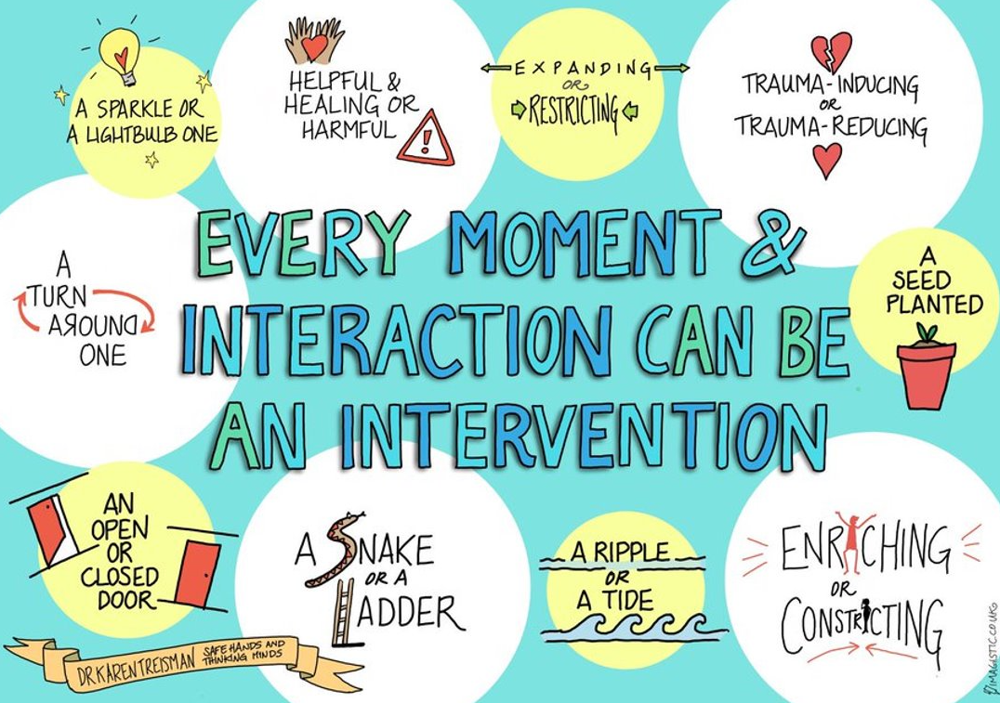 A SPARKLE OR
A LIGHTBULB ONE
HELPFUL &
HEALING OR
HARMFUL
!
EXPANDING
OR
RESTRICTING
TRAUMA-INDUCING
OR
TRAUMA-REDUCING
EVERY MOMENT &
INTERACTION CAN BE
AN INTERVENTION
A
TURN
AROUND
ONE
A
SEED
PLANTED
AN
OPEN
OR
CLOSED
DOOR
A SNAKE
OR A
LADDER
A RIPPLE
OR
A TIDE
ENRICHING
OR
CONSTRICTING
DR KAREN TREISMAN
SAFE HANDS AND
THINKING MINDS
IMAGISTIC.CO.UK